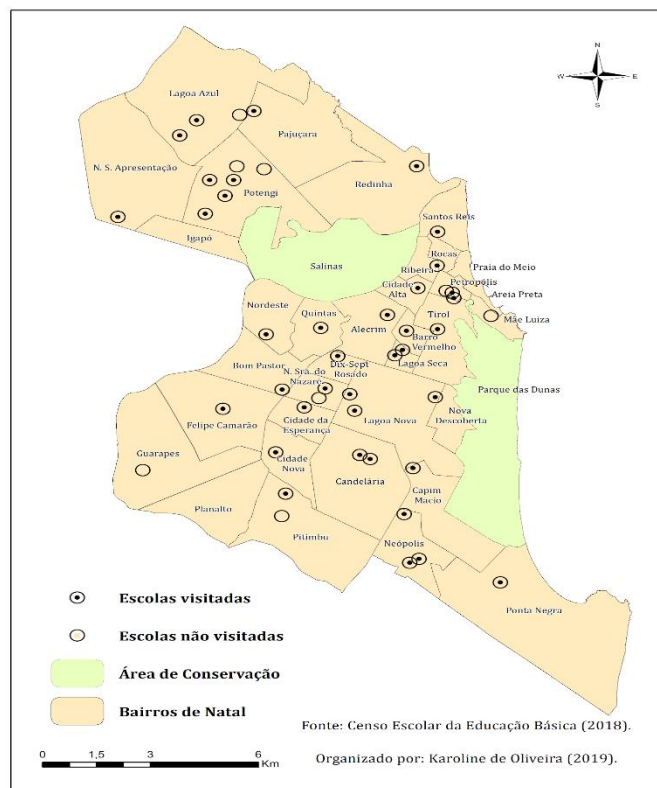 N
W E
S
Lagoa Azul
Pajuçara
N. S. Apresentação
Redinha
Potengi
Santos Reis
Igapó
Rocas
Salinas
Ribeira
Praia do Meio
Petrópolis
Cidade
Alta
Areia Preta
Nordeste
Quintas
Tirol
Mãe Luiza
Alecrim
Barro
Vermelho
Bom Pastor
N. Sra. do
Nazaré
Dix-Sept
Rosado
Lagoa Seca
Parque das Dunas
Felipe Camarão
Cidade da
Esperança
Lagoa Nova
Nova
Descoberta
Guarapes
Cidade
Nova
Candelária
Capim
Macio
Planalto
Pitimbu
Neópolis
Ponta Negra
Escolas visitadas
Escolas não visitadas
Área de Conservação
Bairros de Natal
Fonte: Censo Escolar da Educação Básica (2018).
Organizado por: Karoline de Oliveira (2019).
0 1,5 3 6
Km